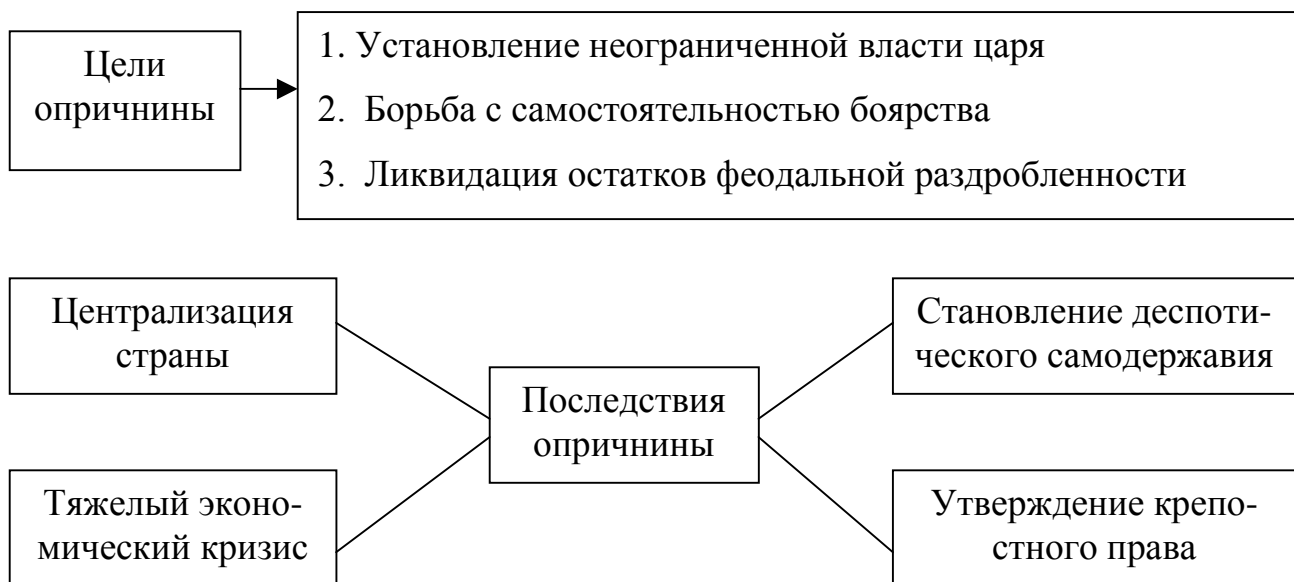 Цели
опричнины
1. Установление неограниченной власти царя
2. Борьба с самостоятельностью боярства
3. Ликвидация остатков феодальной раздробленности
Централизация
страны
Становление деспоти-
ческого самодержавия
Последствия
опричнины
Тяжелый эконо-
мический кризис
Утверждение крепо-
стного права